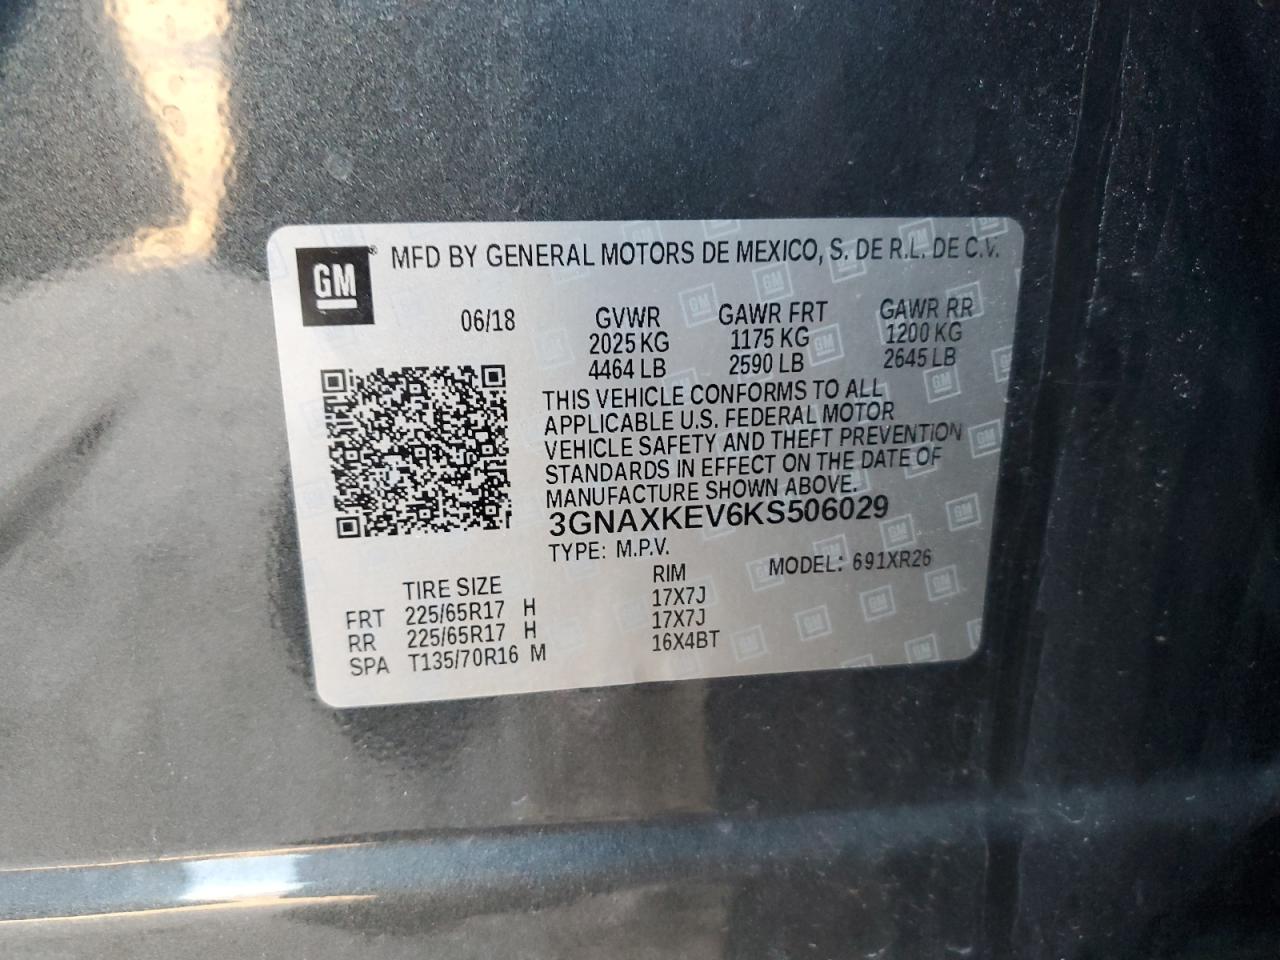 GM® MFD BY GENERAL MOTORS DE MEXICO, S. DE R.L. DE C.V.
06/18 GVWR GAWR FRT GAWR RR
2025 KG 1175 KG 1200 KG
4464 LB 2590 LB 2645 LB
THIS VEHICLE CONFORMS TO ALL
APPLICABLE U.S. FEDERAL MOTOR
VEHICLE SAFETY AND THEFT PREVENTION
STANDARDS IN EFFECT ON THE DATE OF
MANUFACTURE SHOWN ABOVE.
3GNAXKEV6KS506029
TYPE: M.P.V. MODEL: 691XR26
TIRE SIZE RIM
FRT 225/65R17 H 17X7J
RR 225/65R17 H 17X7J
SPA T135/70R16 M 16X4BT